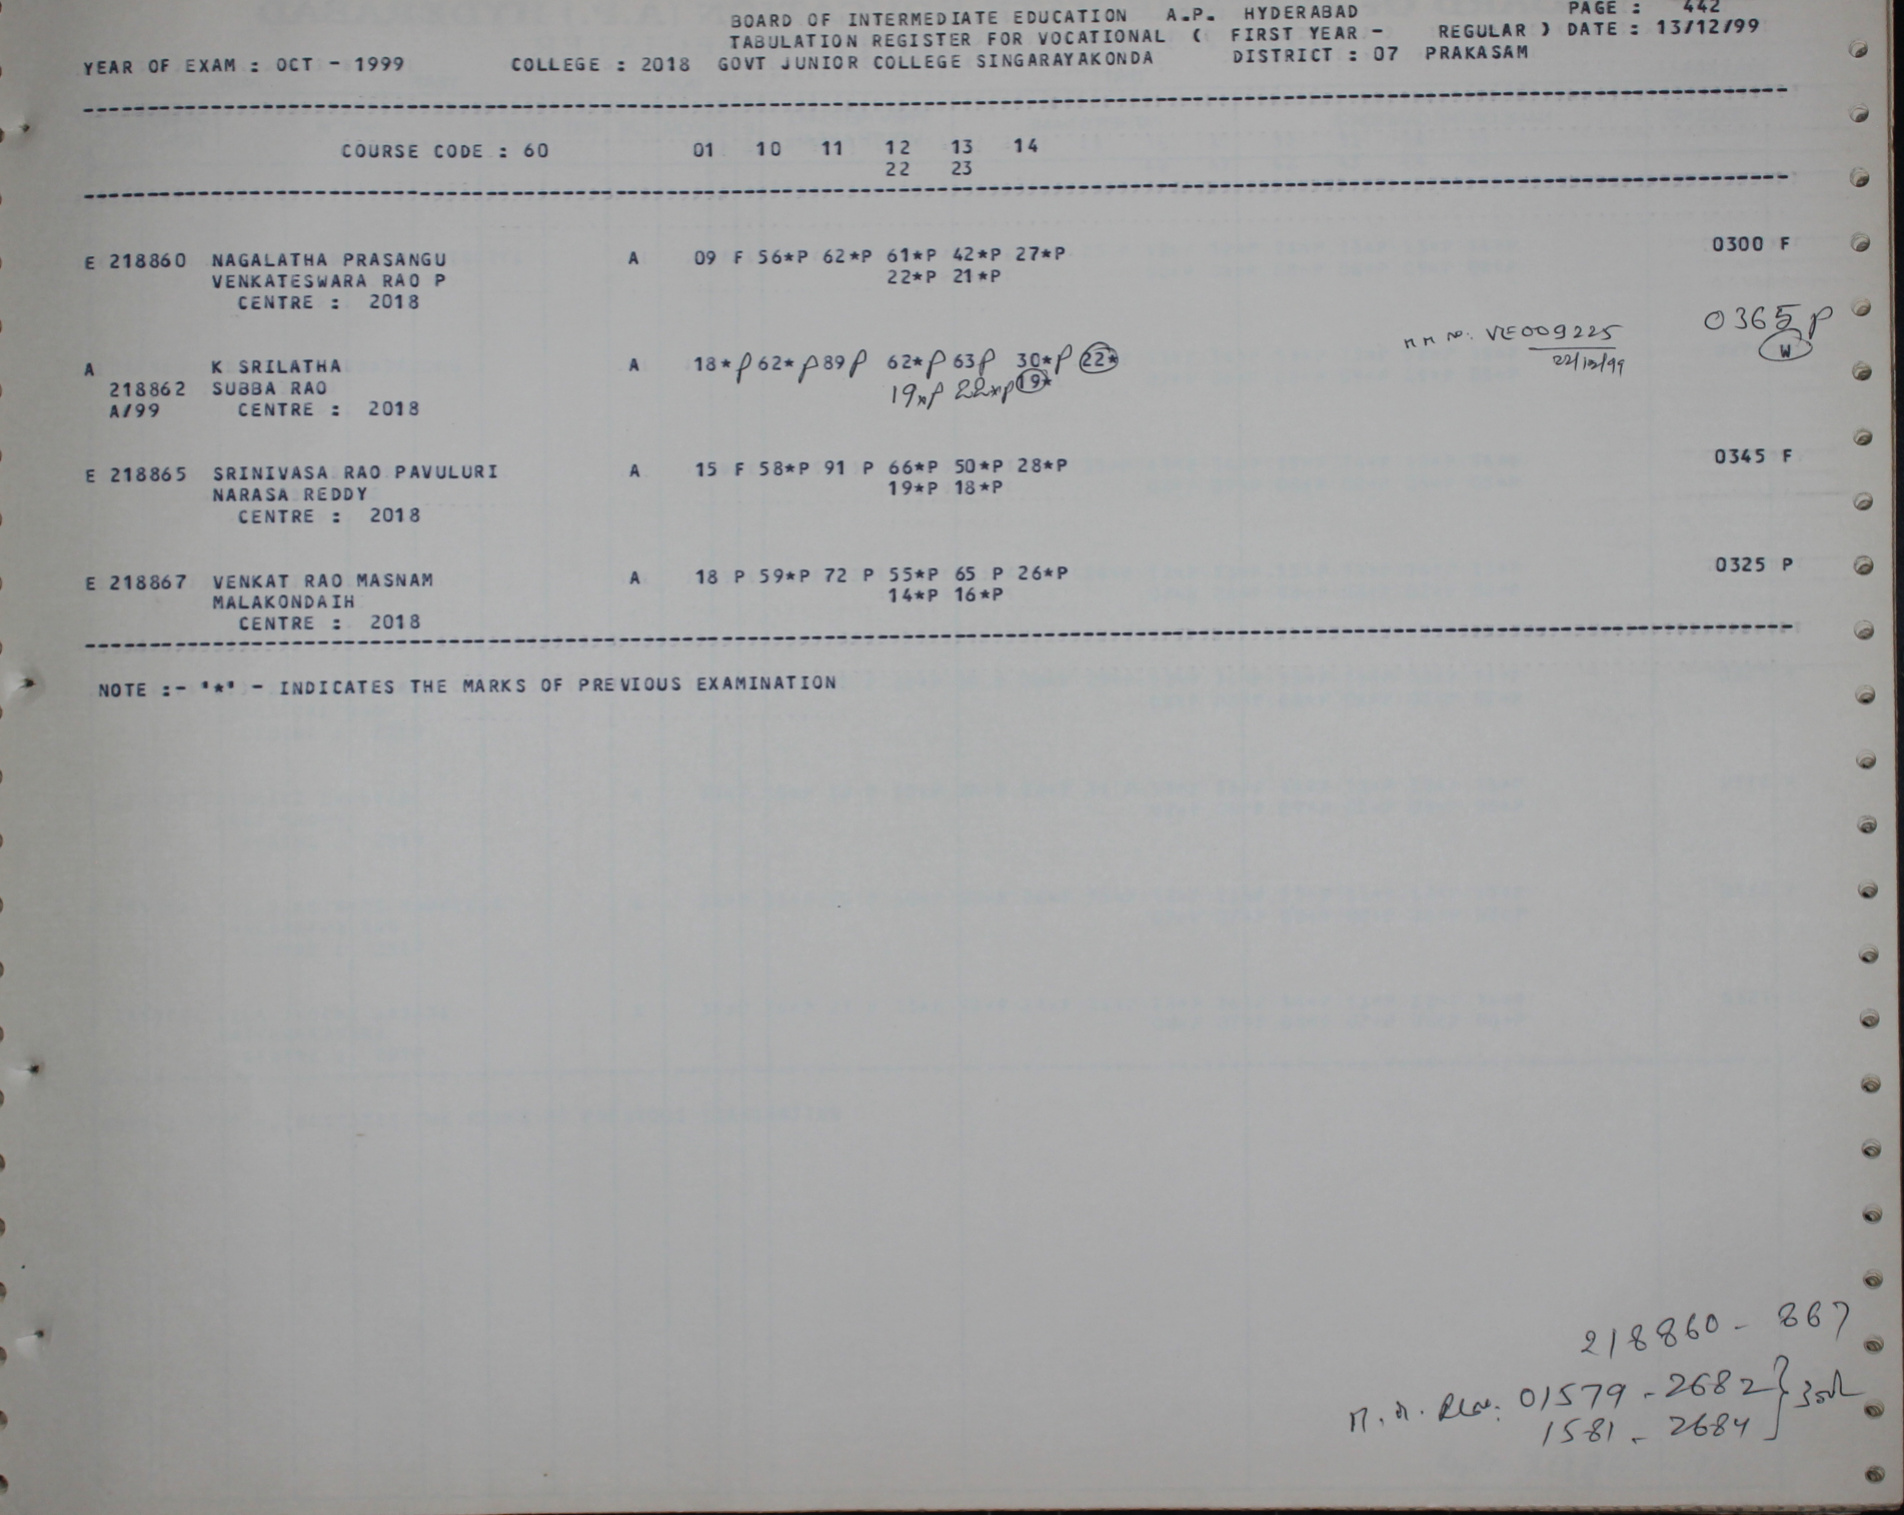 BOARD OF INTERMEDIATE EDUCATION A.P. HYDERABAD PAGE : 442
TABULATION REGISTER FOR VOCATIONAL ( FIRST YEAR - REGULAR ) DATE : 13/12/99
YEAR OF EXAM : OCT - 1999 COLLEGE : 2018 GOVT JUNIOR COLLEGE SINGARAYAKONDA DISTRICT : 07 PRAKASAM
COURSE CODE : 60 01 10 11 12 13 14
22 23
E 218860 NAGALATHA PRASANGU A 09 F 56*P 62*P 61*P 42*P 27*P 0300 F
VENKATESWARA RAO P 22*P 21*P
CENTRE : 2018
VE009225 0365 P
22/12/99 W
A K SRILATHA A 18*P 62*P 89P 62*P 63P 30*P 22*
218862 SUBBA RAO 19*P 22*P 19*
A/99 CENTRE : 2018
E 218865 SRINIVASA RAO PAVULURI A 15 F 58*P 91 P 66*P 50*P 28*P 0345 F
NARASA REDDY 19*P 18*P
CENTRE : 2018
E 218867 VENKAT RAO MASNAM A 18 P 59*P 72 P 55*P 65 P 26*P 0325 P
MALAKONDAIH 14*P 16*P
CENTRE : 2018
NOTE :- '*' - INDICATES THE MARKS OF PREVIOUS EXAMINATION
218860 - 867
01579 - 2682
1581 - 2684